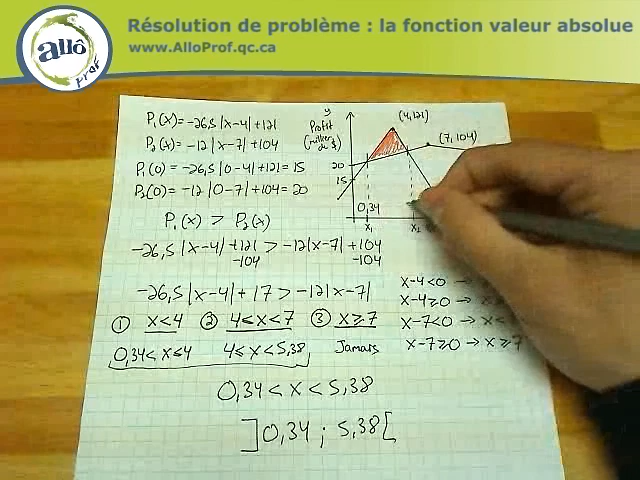 Résolution de problème : la fonction valeur absolue
www.AlloProf.qc.ca
allô prof
P₁(x) = -26,5 |x-4| + 121
P₂(x) = -12 |x-7| + 104
P₁(0) = -26,5 |0-4| + 121 = 15
P₂(0) = -12 |0-7| + 104 = 20
y
Profit
(4,121)
(7,104)
20
15
0,34
x₁
x₂
P₁(x) > P₂(x)
-26,5 |x-4| + 121 > -12 |x-7| + 104
-104 -104
-26,5 |x-4| + 17 > -12 |x-7|
x-4<0 →
x-4≥0 →
x-7<0 → x<
x-7≥0 → x≥7
① x<4 ② 4≤x<7 ③ x≥7
0,34<x≤4 4≤x<5,38 Jamais
0,34 < x < 5,38
]0,34 ; 5,38[